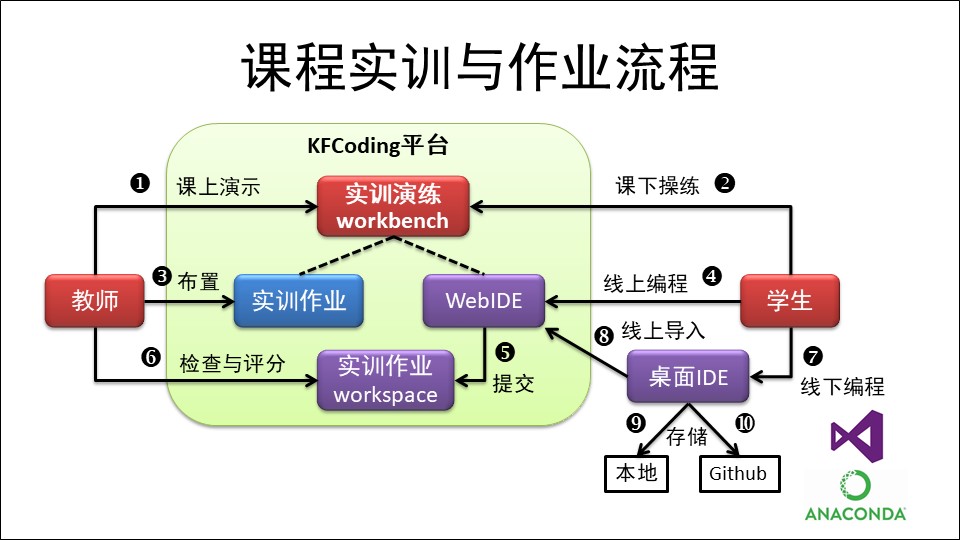 课程实训与作业流程
KFCoding平台
❶ 课上演示
实训演练
workbench
课下操练 ❷
教师
❸ 布置
实训作业
WebIDE
线上编程 ❹
学生
❻ 检查与评分
实训作业
workspace
❺
提交
❽ 线上导入
桌面IDE
❼
线下编程
❾ 存储 ❿
本地
Github
ANACONDA